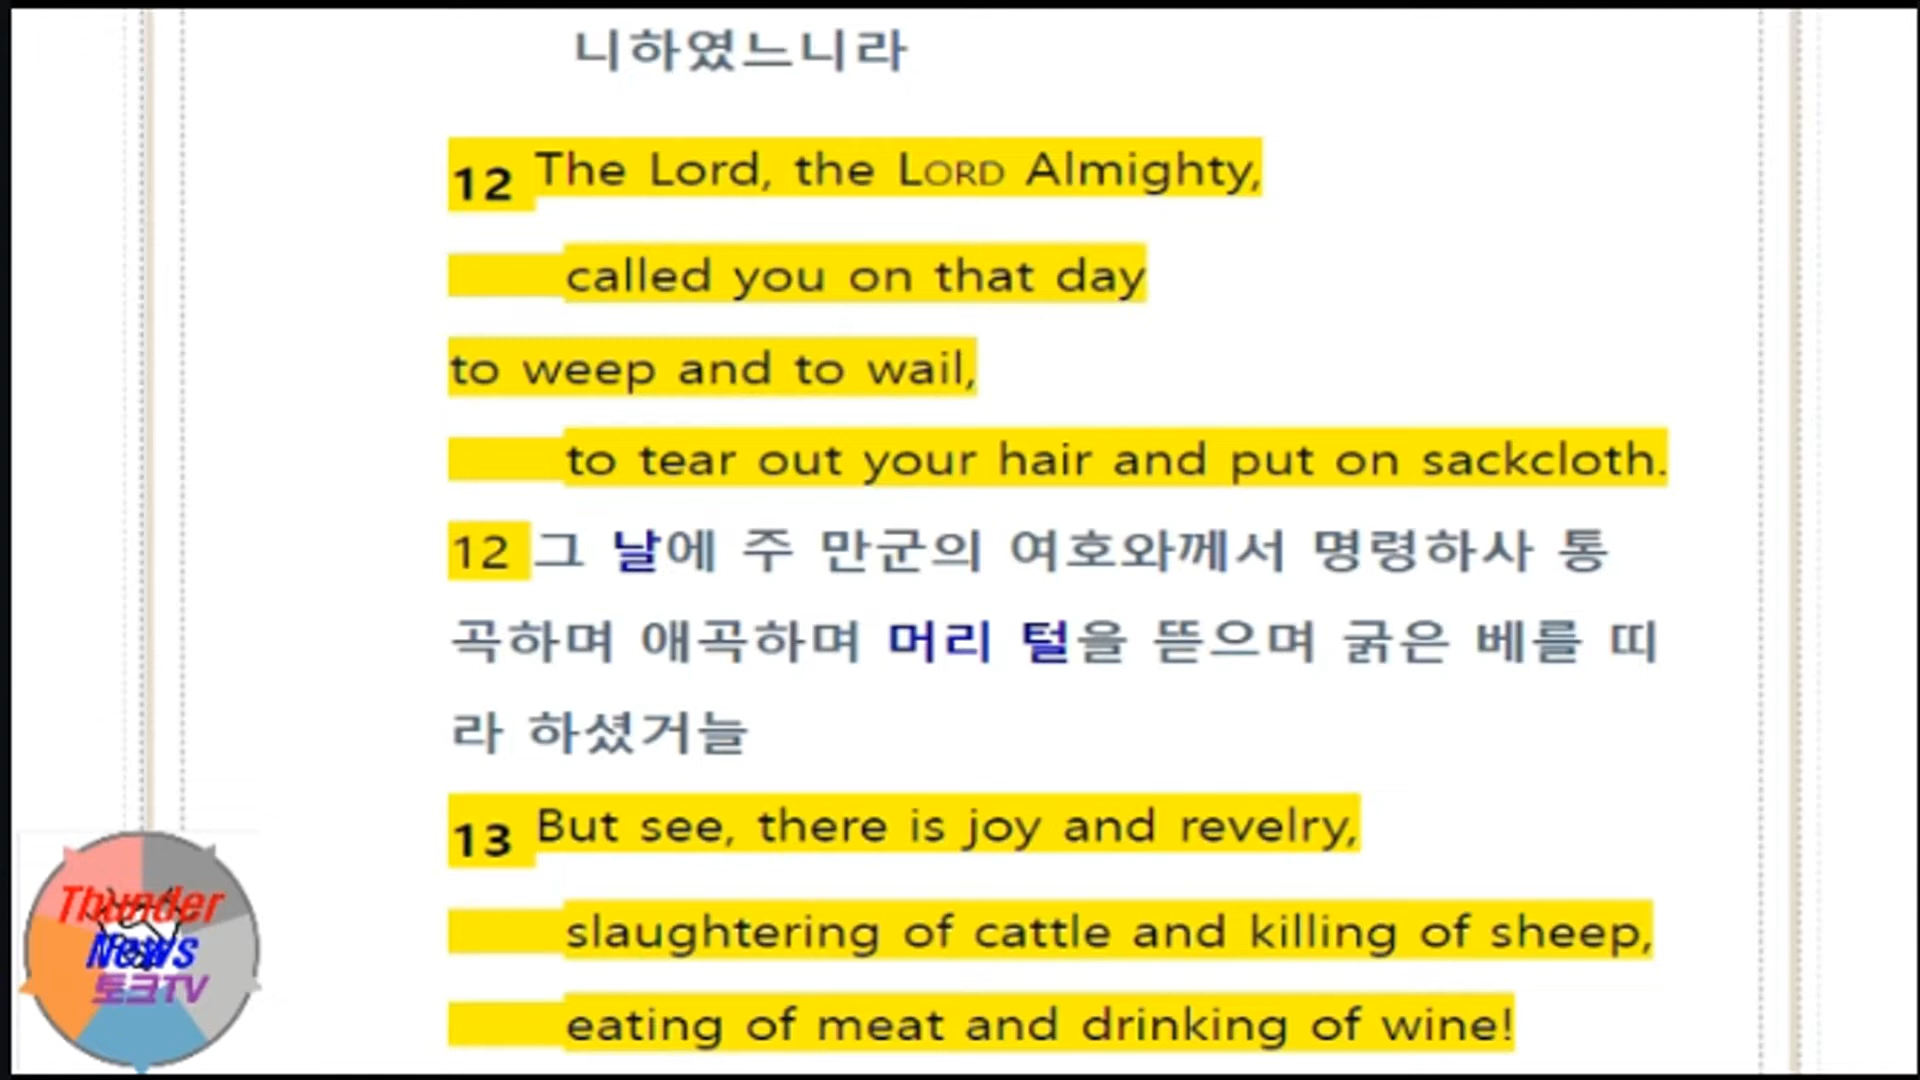 니하였느니라
12 The Lord, the LORD Almighty,
called you on that day
to weep and to wail,
to tear out your hair and put on sackcloth.
12 그 날에 주 만군의 여호와께서 명령하사 통
곡하며 애곡하며 머리 털을 뜯으며 굵은 베를 띠
라 하셨거늘
13 But see, there is joy and revelry,
slaughtering of cattle and killing of sheep,
eating of meat and drinking of wine!
Thunder
News
토크TV